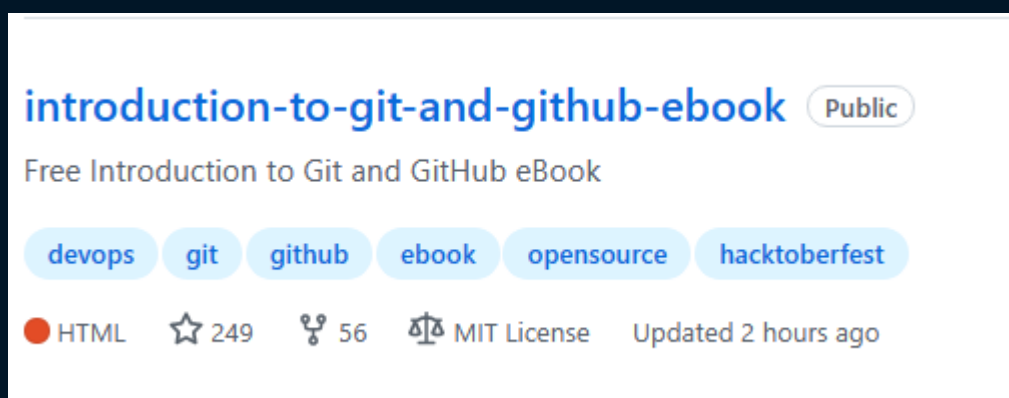 introduction-to-git-and-github-ebook Public
Free Introduction to Git and GitHub eBook
devops git github ebook opensource hacktoberfest
HTML 249 56 MIT License Updated 2 hours ago